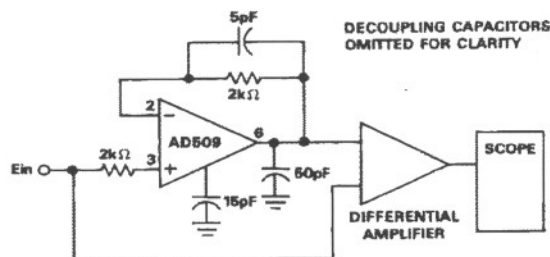 5pF
DECOUPLING CAPACITORS
OMITTED FOR CLARITY
2kΩ
2
6
AD509
Ein
2kΩ
3
50pF
15pF
SCOPE
DIFFERENTIAL
AMPLIFIER